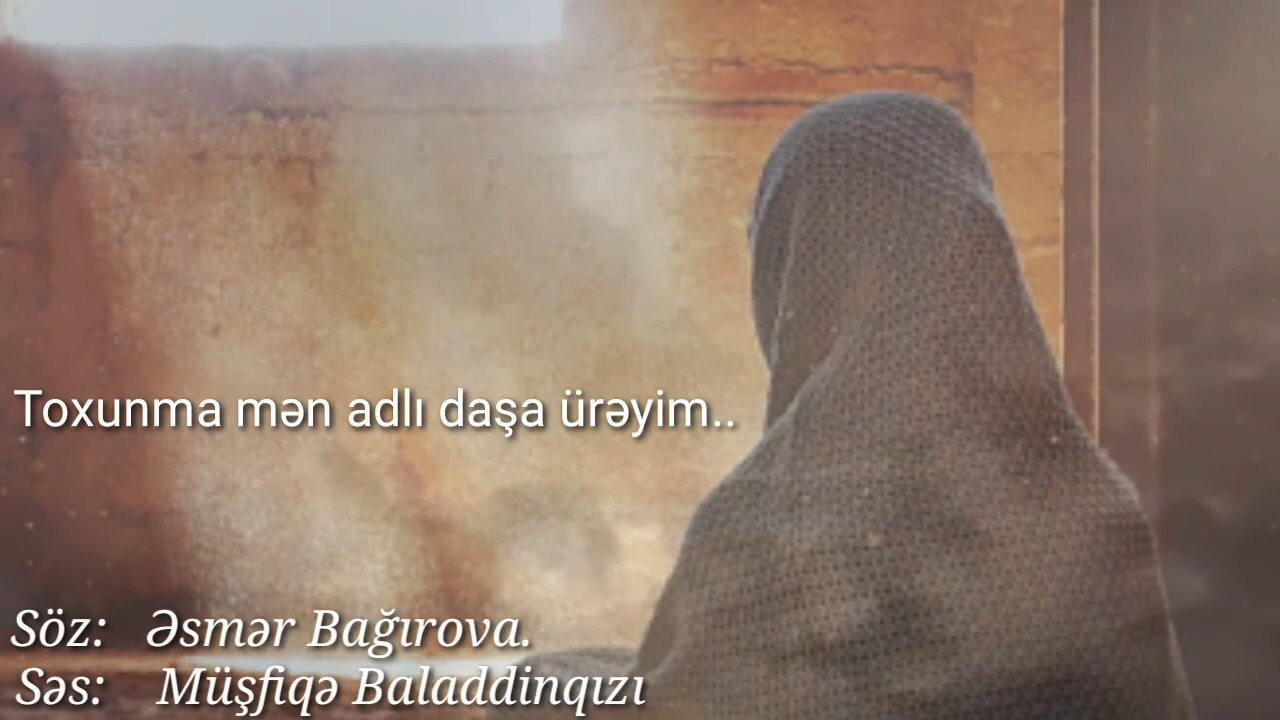 Toxunma mən adlı daşa ürəyim..
Söz: Əsmər Bağırova.
Səs: Müşfiqə Baladdinqızı